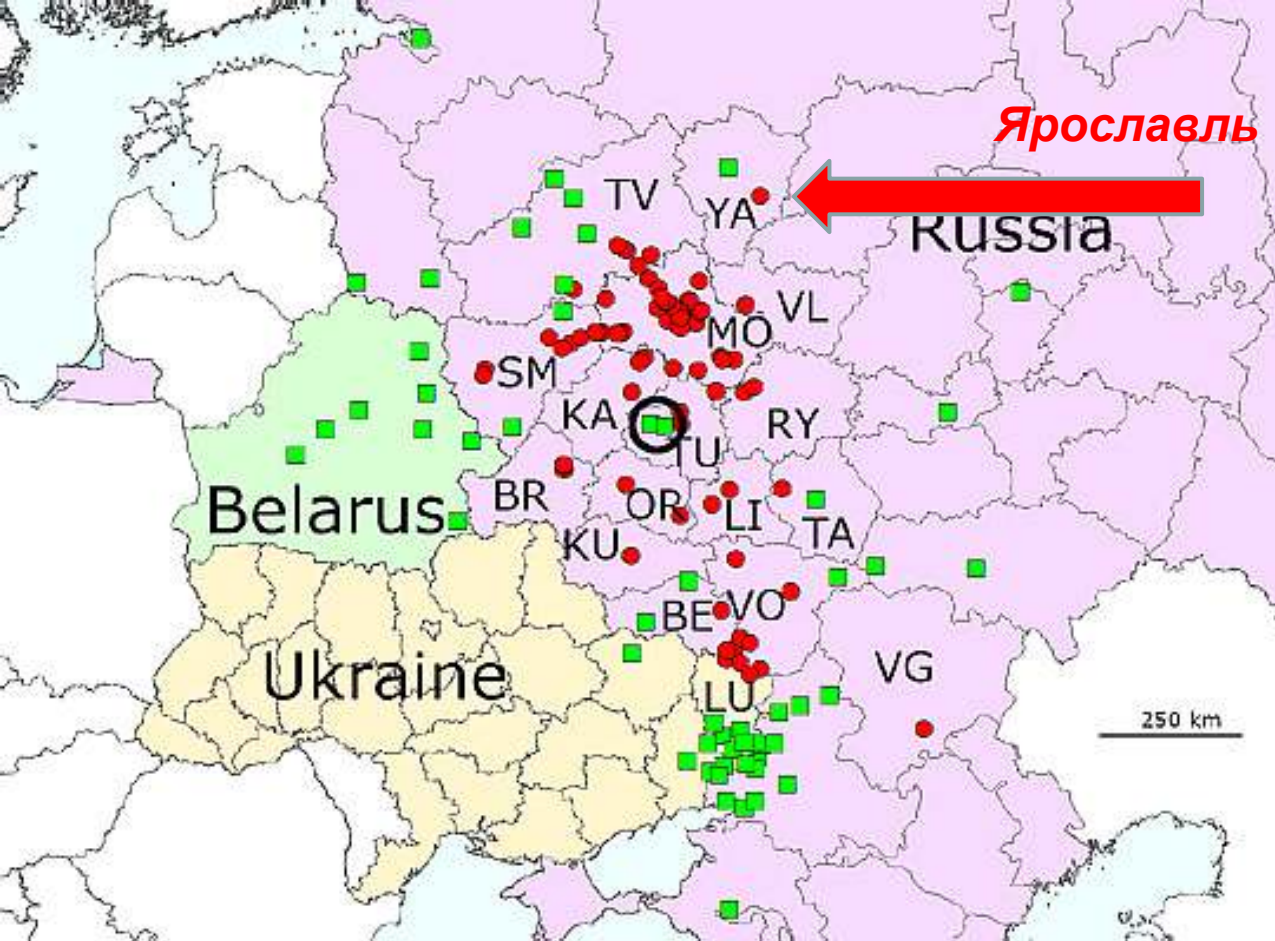 Ярославль
TV
YA
Russia
VL
MO
SM
KA
RY
TU
BR
OR
LI
TA
Belarus
KU
BE
VO
Ukraine
VG
LU
250 km